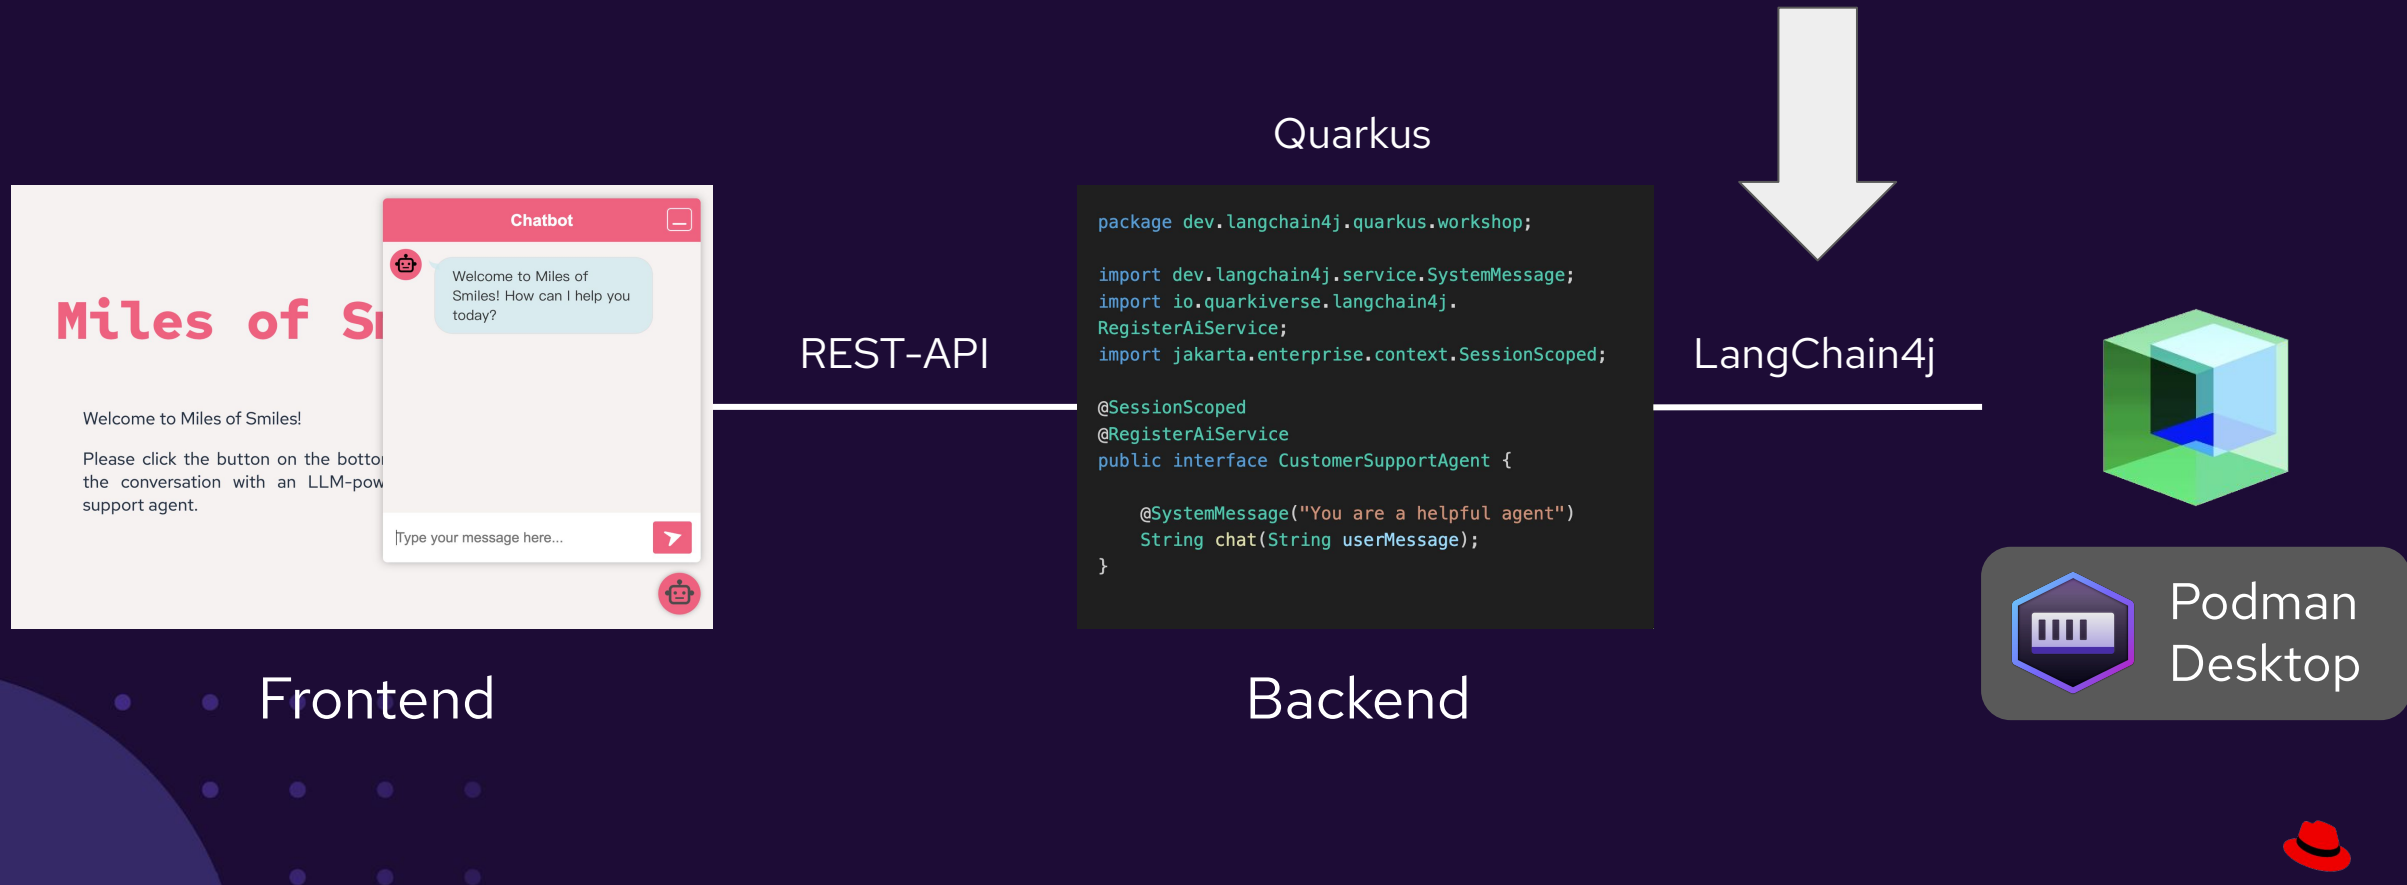 Quarkus
Chatbot
Welcome to Miles of
Smiles! How can I help you
today?
Miles of S
Welcome to Miles of Smiles!
Please click the button on the botto
the conversation with an LLM-pow
support agent.
Type your message here...
Frontend
REST-API
package dev.langchain4j.quarkus.workshop;
import dev.langchain4j.service.SystemMessage;
import io.quarkiverse.langchain4j.
RegisterAiService;
import jakarta.enterprise.context.SessionScoped;
@SessionScoped
@RegisterAiService
public interface CustomerSupportAgent {
@SystemMessage("You are a helpful agent")
String chat(String userMessage);
}
Backend
LangChain4j
Podman
Desktop